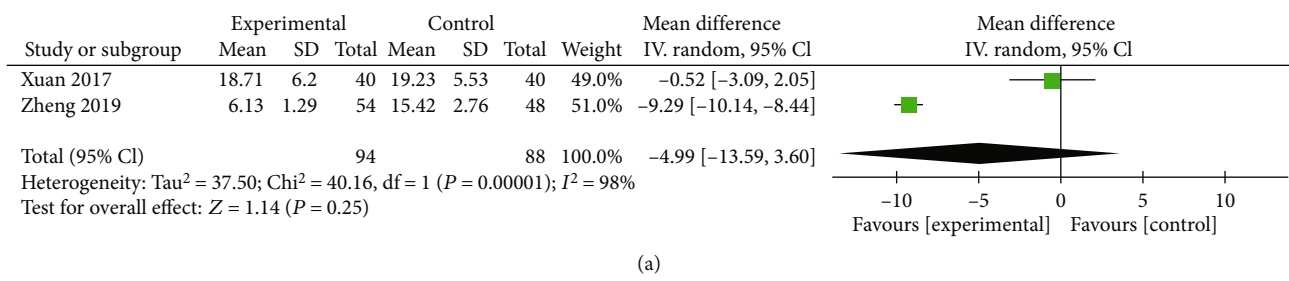 Experimental Control Mean difference Mean difference
Study or subgroup Mean SD Total Mean SD Total Weight IV. random, 95% Cl IV. random, 95% Cl
Xuan 2017 18.71 6.2 40 19.23 5.53 40 49.0% –0.52 [–3.09, 2.05]
Zheng 2019 6.13 1.29 54 15.42 2.76 48 51.0% –9.29 [–10.14, –8.44]
Total (95% Cl) 94 88 100.0% –4.99 [–13.59, 3.60]
Heterogeneity: Tau² = 37.50; Chi² = 40.16, df = 1 (P = 0.00001); I² = 98%
Test for overall effect: Z = 1.14 (P = 0.25)
–10 –5 0 5 10
Favours [experimental] Favours [control]
(a)